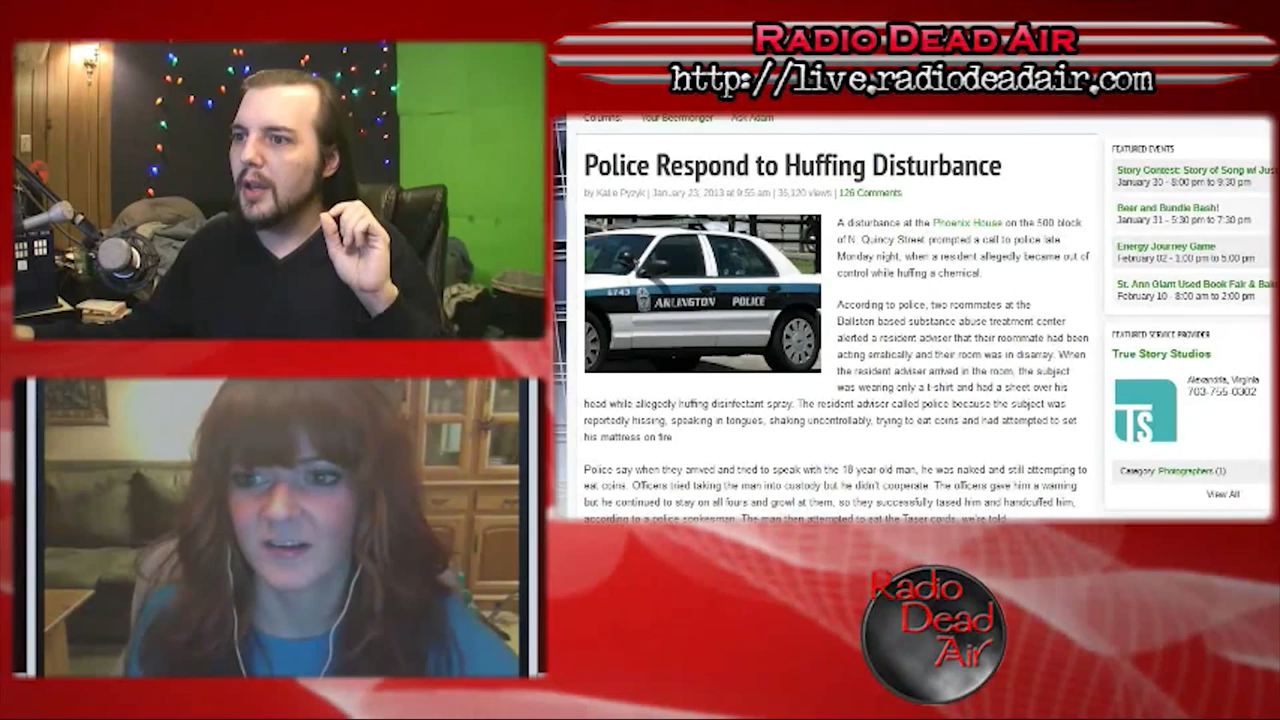 RADIO DEAD AIR
http://live.radiodeadair.com
Columns: Your Beermonger Ask Adam
Police Respond to Huffing Disturbance
by Katie Pyzyk | January 23, 2013 at 9:55 am | 36,120 views | 126 Comments
A disturbance at the Phoenix House on the 500 block
of N. Quincy Street prompted a call to police late
Monday night, when a resident allegedly became out of
control while huffing a chemical.
According to police, two roommates at the
Ballston based substance abuse treatment center
alerted a resident adviser that their roommate had been
acting erratically and their room was in disarray. When
the resident adviser arrived in the room, the subject
was wearing only a t-shirt and had a sheet over his
head while allegedly huffing disinfectant spray. The resident adviser called police because the subject was
reportedly hissing, speaking in tongues, shaking uncontrollably, trying to eat coins and had attempted to set
his mattress on fire
Police say when they arrived and tried to speak with the 18 year old man, he was naked and still attempting to
eat coins. Officers tried taking the man into custody but he didn't cooperate. The officers gave him a warning
but he continued to stay on all fours and growl at them, so they successfully tased him and handcuffed him,
according to a police spokesman. The man then attempted to eat the Taser cords, we're told
6743 ARLINGTON POLICE
FEATURED EVENTS
Story Contest: Story of Song w/ Jus
January 30 - 8:00 pm to 9:30 pm
Beer and Bundle Bash!
January 31 - 5:30 pm to 7:30 pm
Energy Journey Game
February 02 - 1:00 pm to 5:00 pm
St. Ann Giant Used Book Fair & Bak
February 10 - 8:00 am to 2:00 pm
FEATURED SERVICE PROVIDER
True Story Studios
TS
Alexandria, Virginia
703-755-0302
Category: Photographers (1)
View All
Radio
Dead
Air